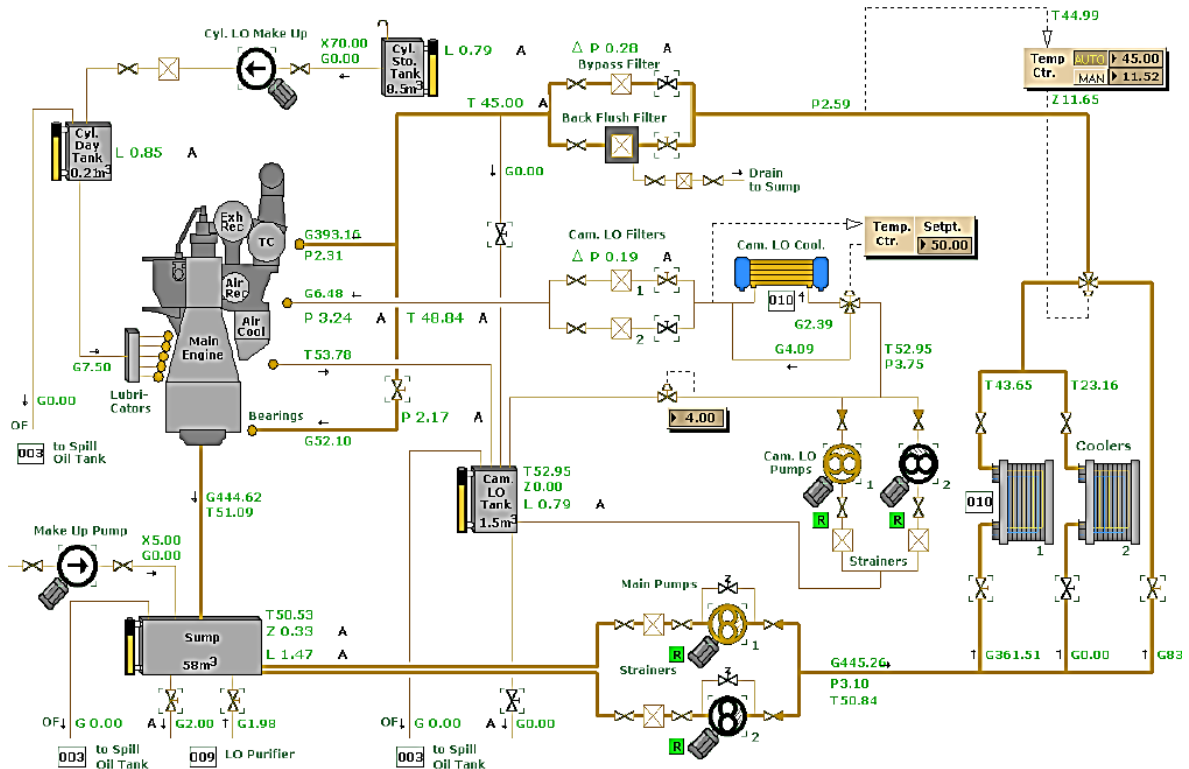 T44.99
Cyl. LO Make Up
X70.00
G0.00
Cyl.
Sto.
Tank
8.5m3
L 0.79 A
Δ P 0.28 A
Bypass Filter
Temp
Ctr.
AUTO
45.00
MAN
11.52
Z11.65
T 45.00 A
P2.59
Back Flush Filter
Cyl.
Day
Tank
0.21m3
L 0.85 A
G0.00
Drain
to Sump
Exh
Rec
TC
G393.16
P2.31
Cam. LO Filters
Δ P 0.19 A
Cam. LO Cool.
Temp.
Ctr.
Setpt.
50.00
Air
Rec
G6.48
1
010
P 3.24 A T 48.84 A
G2.39
Air
Cool
Main
Engine
2
G4.09
T52.95
P3.75
T53.78
G7.50
T43.65
T23.16
Lubri-
Cators
G0.00
4.00
P 2.17 A
Bearings
G52.10
OF
003
to Spill
Oil Tank
Cam. LO
Pumps
1
2
Coolers
Cam.
LO
Tank
1.5m3
T52.95
Z0.00
L 0.79 A
R
R
010
G444.62
T51.09
Make Up Pump
X5.00
G0.00
Strainers
1
2
Main Pumps
T50.53
Z 0.33 A
L 1.47 A
Sump
58m3
1
R
Strainers
G445.26
G361.51
G0.00
G83
P3.10
T50.84
OF
G 0.00
A
G2.00
G1.98
OF
G 0.00
A
G0.00
R
2
003
to Spill
Oil Tank
009
LO Purifier
003
to Spill
Oil Tank